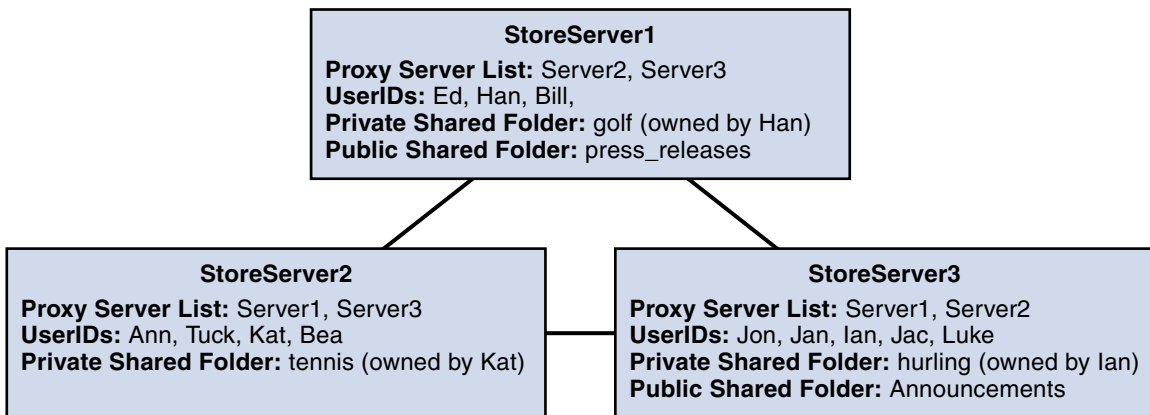 StoreServer1
Proxy Server List: Server2, Server3
UserIDs: Ed, Han, Bill,
Private Shared Folder: golf (owned by Han)
Public Shared Folder: press_releases
StoreServer2
Proxy Server List: Server1, Server3
UserIDs: Ann, Tuck, Kat, Bea
Private Shared Folder: tennis (owned by Kat)
StoreServer3
Proxy Server List: Server1, Server2
UserIDs: Jon, Jan, Ian, Jac, Luke
Private Shared Folder: hurling (owned by Ian)
Public Shared Folder: Announcements